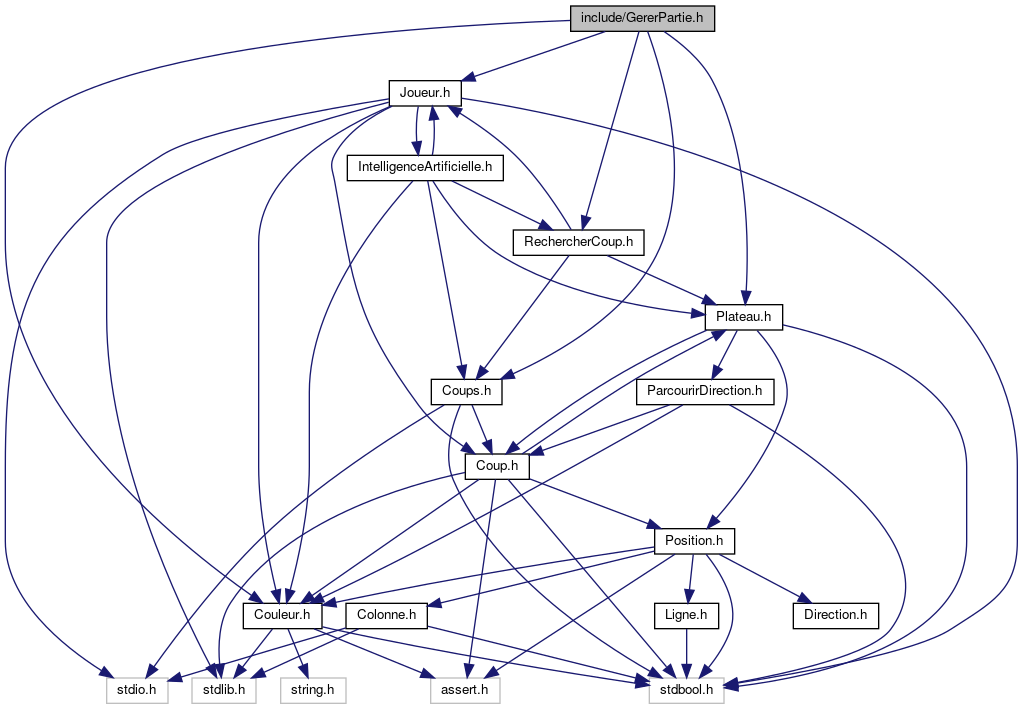 include/GererPartie.h
Joueur.h
IntelligenceArtificielle.h
RechercherCoup.h
Plateau.h
Coups.h
ParcourirDirection.h
Coup.h
Position.h
Couleur.h
Colonne.h
Ligne.h
Direction.h
stdio.h
stdlib.h
string.h
assert.h
stdbool.h